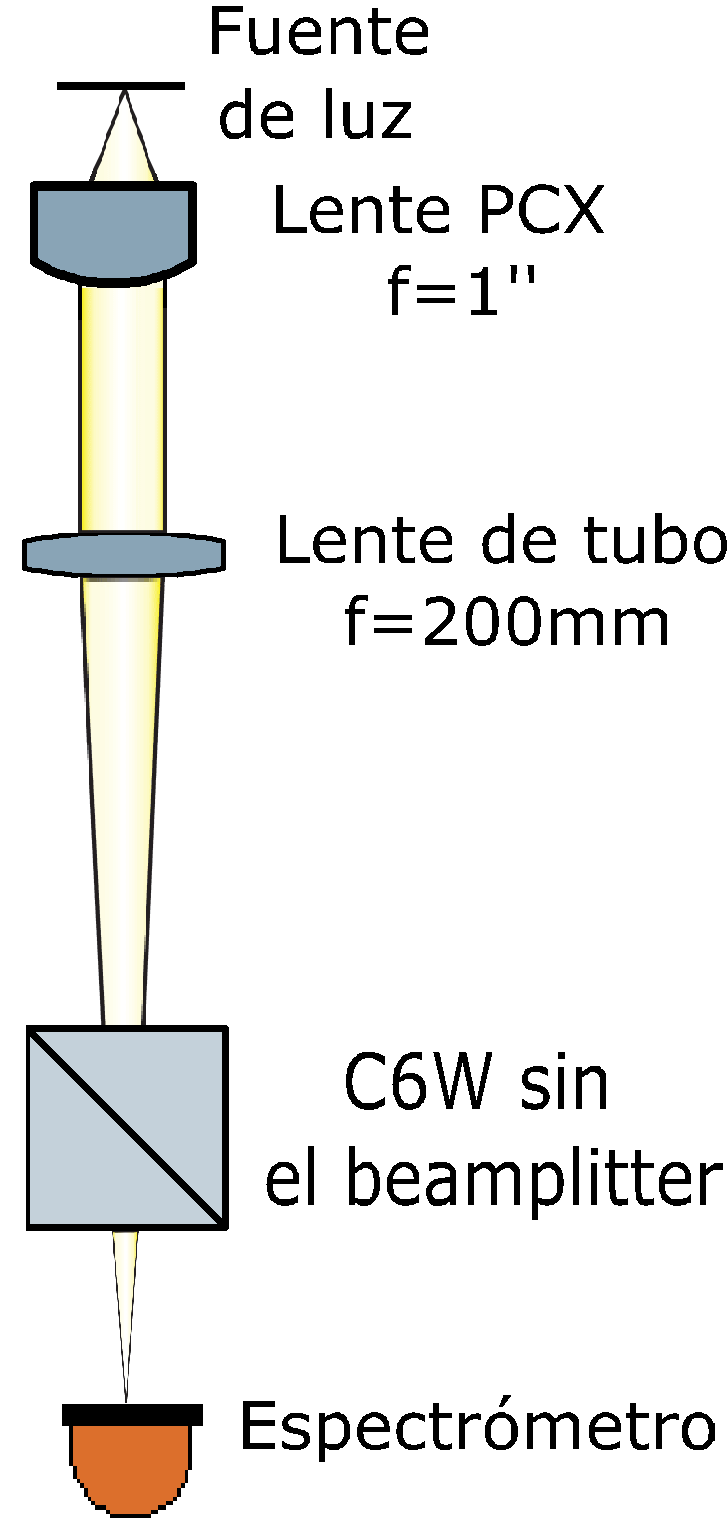 Fuente
de luz
Lente PCX
f=1"
Lente de tubo
f=200mm
C6W sin
el beamplitter
Espectrómetro